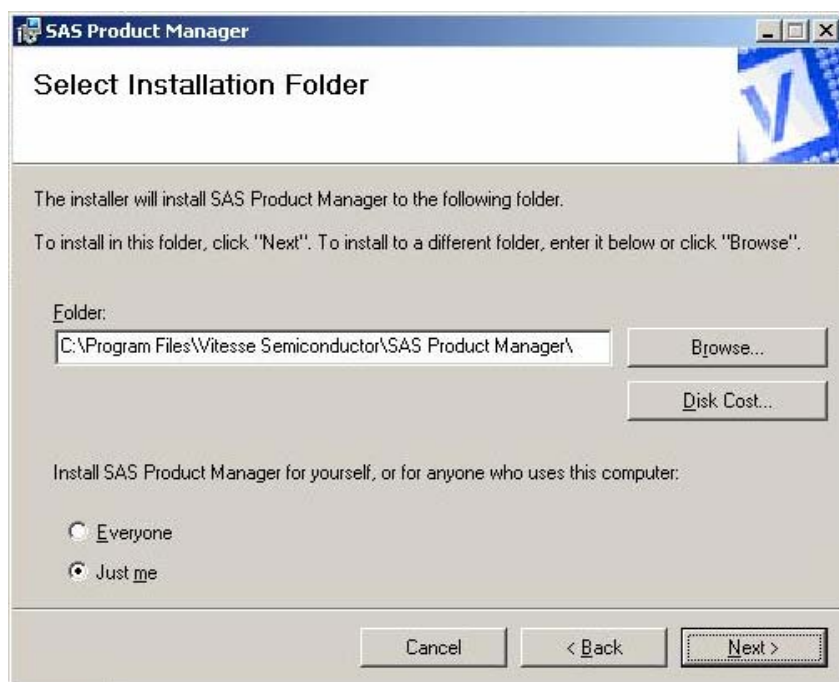 SAS Product Manager
Select Installation Folder
V
The installer will install SAS Product Manager to the following folder.
To install in this folder, click "Next". To install to a different folder, enter it below or click "Browse".
Folder:
C:\Program Files\Vitesse Semiconductor\SAS Product Manager\
Browse...
Disk Cost...
Install SAS Product Manager for yourself, or for anyone who uses this computer:
Everyone
Just me
Cancel < Back Next >